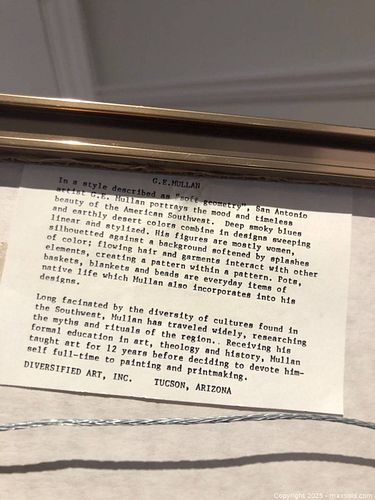 G.E.MULLAN
In a style described as "soft geometry", San Antonio
artist G.E. Mullan portrays the mood and timeless
beauty of the American Southwest. Deep smoky blues
and earthly desert colors combine in designs sweeping
linear and stylized. His figures are mostly women,
silhouetted against a background softened by splashes
of color; flowing hair and garments interact with other
elements, creating a pattern within a pattern. Pots,
baskets, blankets and beads are everyday items of
native life which Mullan also incorporates into his
designs.
Long facinated by the diversity of cultures found in
the Southwest, Mullan has traveled widely, researching
the myths and rituals of the region. Receiving his
formal education in art, theology and history, Mullan
taught art for 12 years before deciding to devote him-
self full-time to painting and printmaking.
DIVERSIFIED ART, INC. TUCSON, ARIZONA
Copyright 2025 - maxsold.com